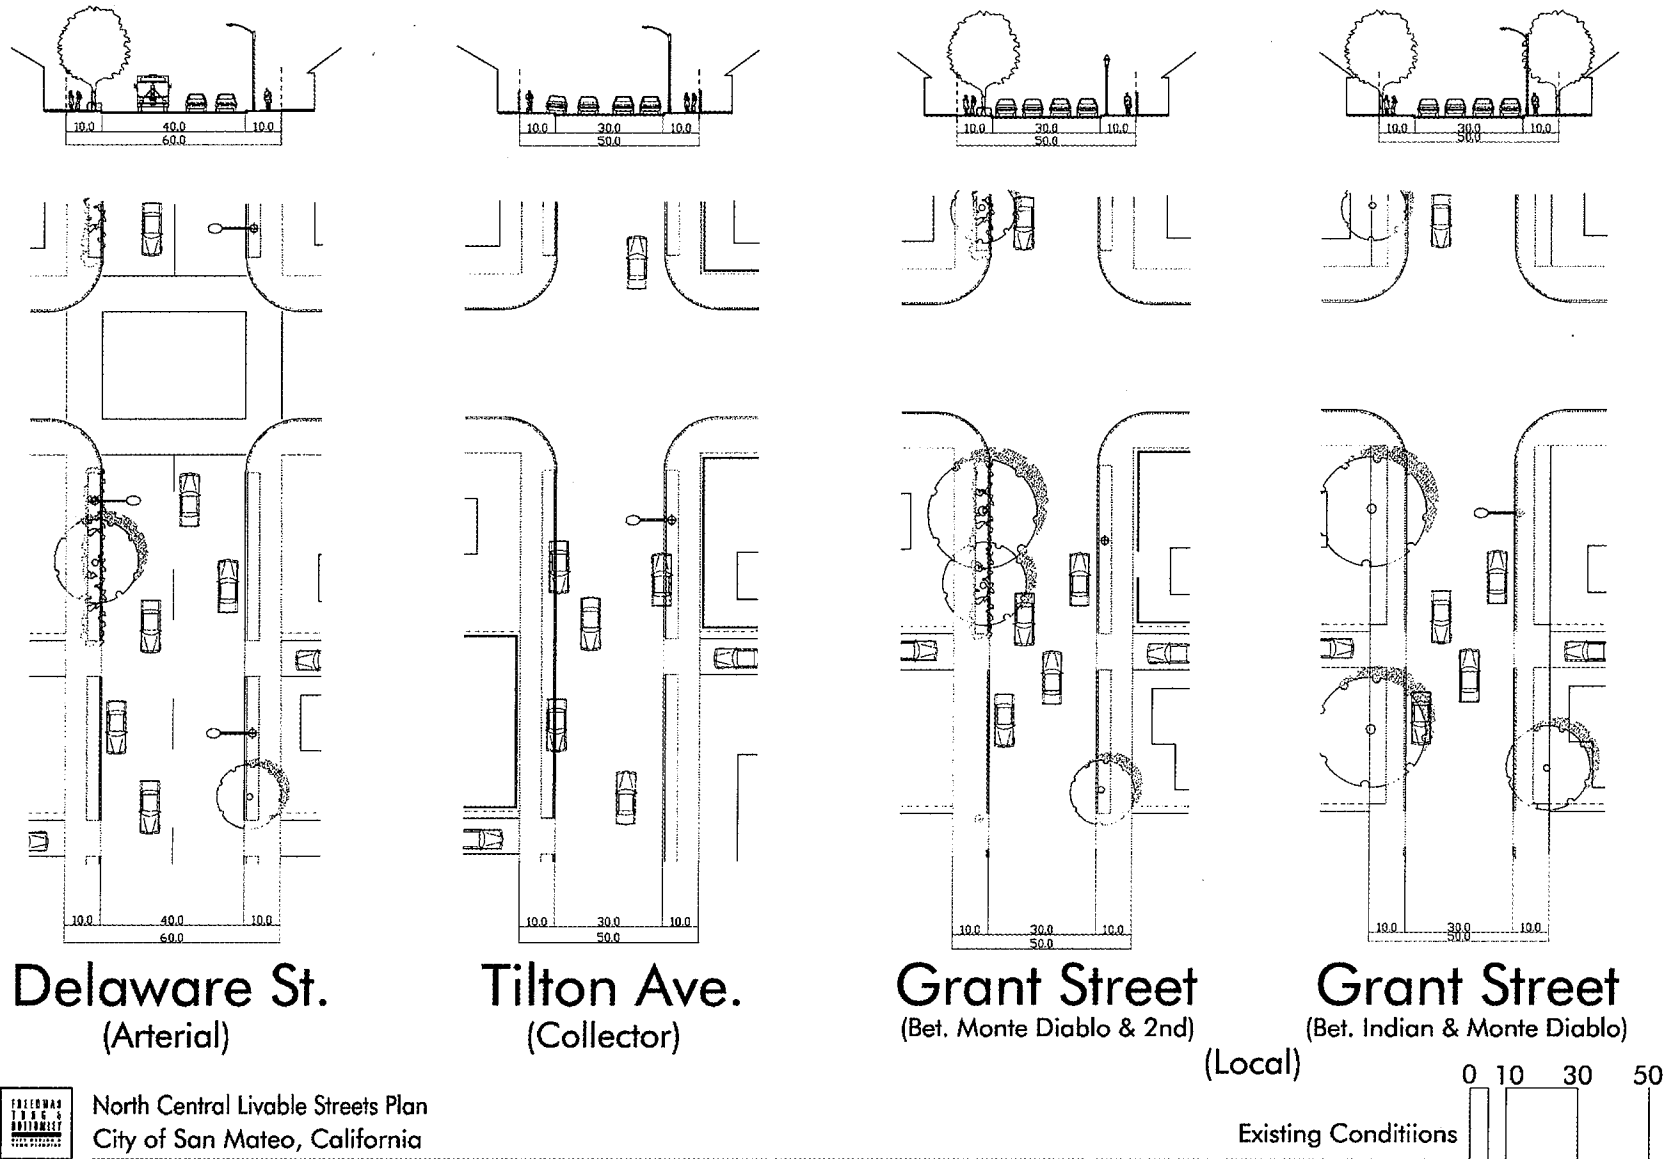 10.0 40.0 10.0
60.0
10.0 30.0 10.0
50.0
10.0 30.0 10.0
50.0
10.0 30.0 10.0
50.0
10.0 40.0 10.0
60.0
10.0 30.0 10.0
50.0
10.0 30.0 10.0
50.0
10.0 30.0 10.0
50.0
Delaware St.
(Arterial)
Tilton Ave.
(Collector)
Grant Street
(Bet. Monte Diablo & 2nd)
Grant Street
(Bet. Indian & Monte Diablo)
(Local)
FREEDMAN
TUNG &
BOTTOMLEY
North Central Livable Streets Plan
City of San Mateo, California
Existing Conditiions
0 10 30 50